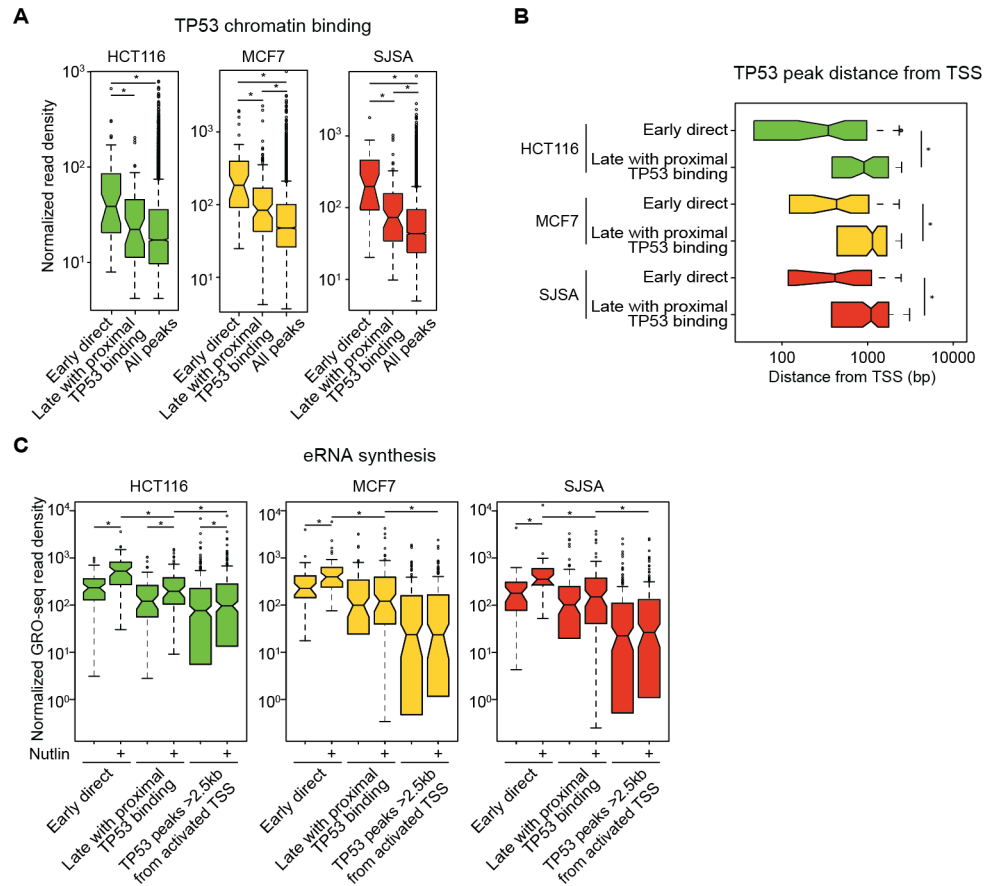 A
TP53 chromatin binding
HCT116
MCF7
SJSA
Normalized read density
10³
10²
10¹
10³
10²
10¹
10³
10²
10¹
* *
* * *
* * *
Early direct
Late with proximal
TP53 binding
All peaks
Early direct
Late with proximal
TP53 binding
All peaks
Early direct
Late with proximal
TP53 binding
All peaks
B
TP53 peak distance from TSS
HCT116
Early direct
Late with proximal
TP53 binding
*
MCF7
Early direct
Late with proximal
TP53 binding
*
SJSA
Early direct
Late with proximal
TP53 binding
*
100
1000
10000
Distance from TSS (bp)
C
eRNA synthesis
HCT116
MCF7
SJSA
Normalized GRO-seq read density
10⁴
10³
10²
10¹
10⁰
10⁴
10³
10²
10¹
10⁰
10⁴
10³
10²
10¹
10⁰
* * * * *
* * *
* * *
Nutlin + + + + + + + + +
Early direct
Late with proximal
TP53 binding
TP53 peaks >2.5kb
from activated TSS
Early direct
Late with proximal
TP53 binding
TP53 peaks >2.5kb
from activated TSS
Early direct
Late with proximal
TP53 binding
TP53 peaks >2.5kb
from activated TSS